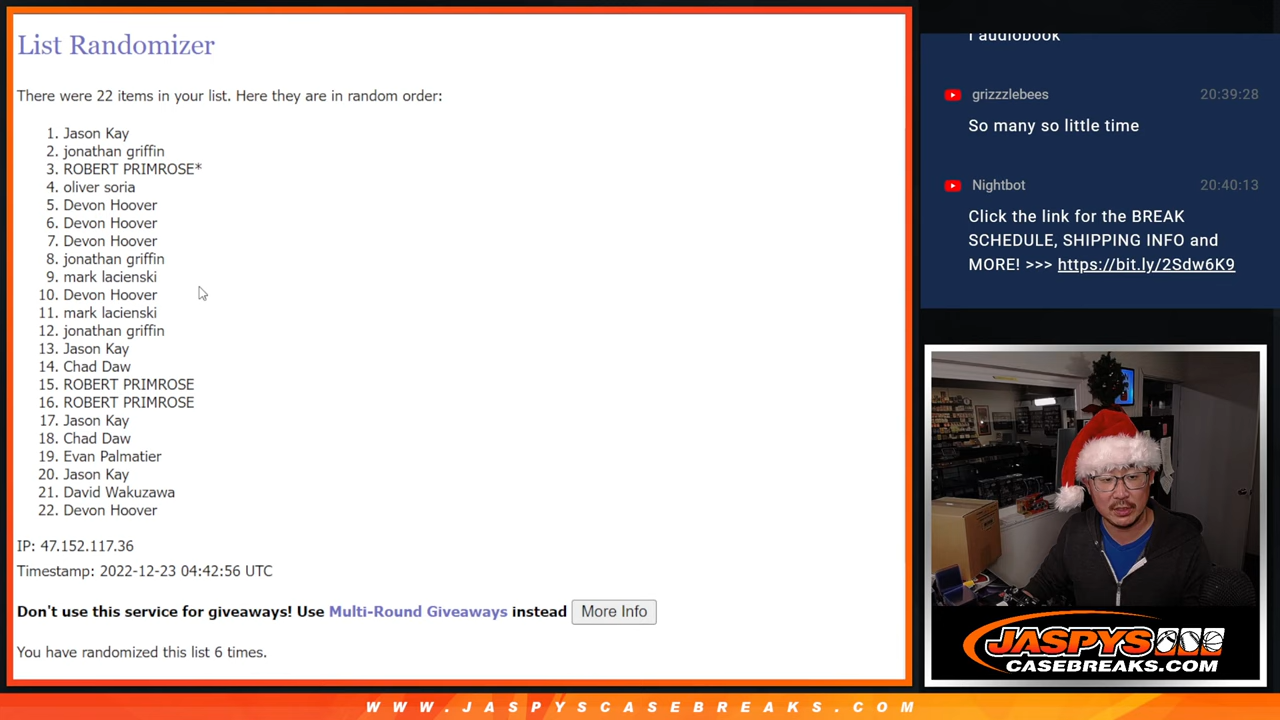 List Randomizer
There were 22 items in your list. Here they are in random order:
1. Jason Kay
2. jonathan griffin
3. ROBERT PRIMROSE*
4. oliver soria
5. Devon Hoover
6. Devon Hoover
7. Devon Hoover
8. jonathan griffin
9. mark lacienski
10. Devon Hoover
11. mark lacienski
12. jonathan griffin
13. Jason Kay
14. Chad Daw
15. ROBERT PRIMROSE
16. ROBERT PRIMROSE
17. Jason Kay
18. Chad Daw
19. Evan Palmatier
20. Jason Kay
21. David Wakuzawa
22. Devon Hoover
IP: 47.152.117.36
Timestamp: 2022-12-23 04:42:56 UTC
Don't use this service for giveaways! Use Multi-Round Giveaways instead More Info
You have randomized this list 6 times.
I audiobook
grizzzlebees 20:39:28
So many so little time
Nightbot 20:40:13
Click the link for the BREAK
SCHEDULE, SHIPPING INFO and
MORE! >>> https://bit.ly/2Sdw6K9
JASPYS
CASEBREAKS.COM
WWW.JASPYSCASEBREAKS.COM